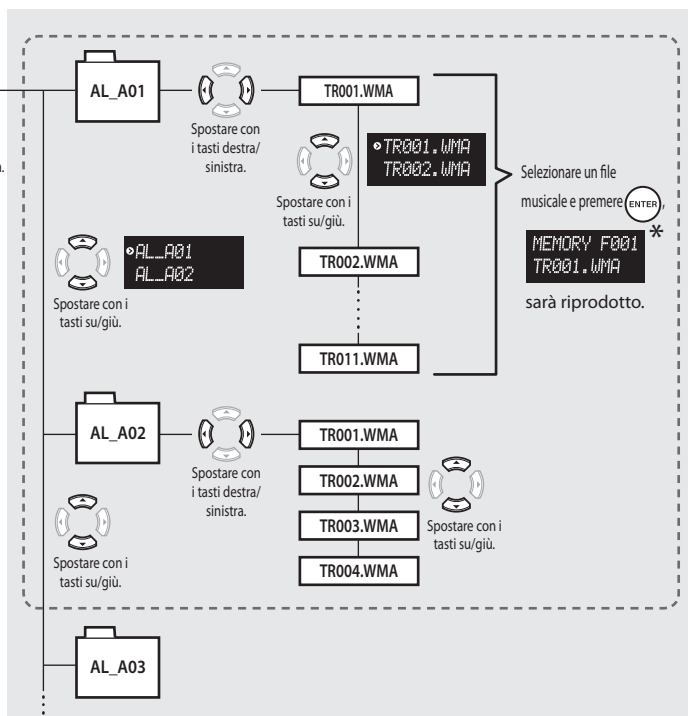 AL_A01
Spostare con
i tasti destra/
sinistra.
TR001.WMA
Spostare con i
tasti su/giù.
TR001.WMA
TR002.WMA
Selezionare un file
musicale e premere ENTER,
MEMORY F001 *
TR001.WMA
sarà riprodotto.
a.
Spostare con i
tasti su/giù.
AL_A01
AL_A02
TR002.WMA
TR011.WMA
AL_A02
Spostare con
i tasti destra/
sinistra.
TR001.WMA
TR002.WMA
TR003.WMA
TR004.WMA
Spostare con i
tasti su/giù.
Spostare con i
tasti su/giù.
AL_A03